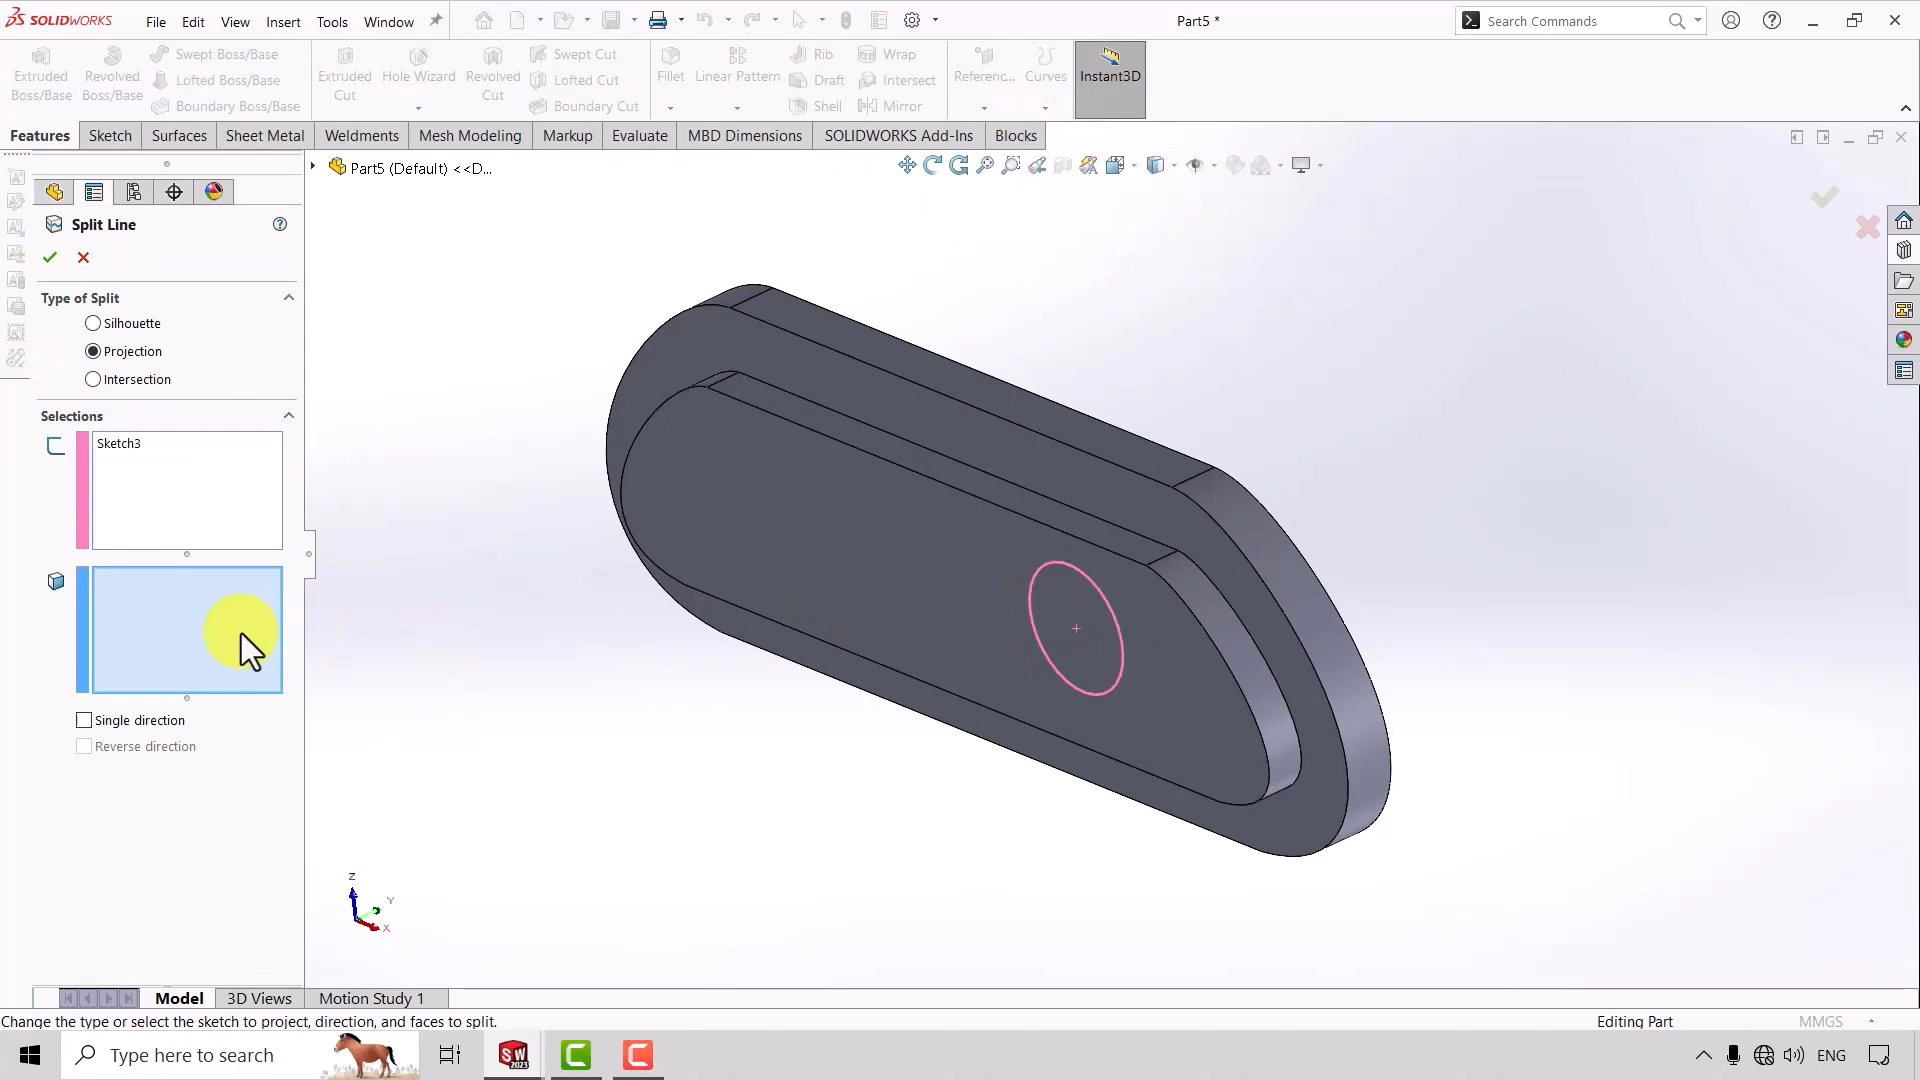 SOLIDWORKS File Edit View Insert Tools Window Part5 * Search Commands
Extruded Boss/Base
Revolved Boss/Base
Swept Boss/Base
Lofted Boss/Base
Boundary Boss/Base
Extruded Cut
Hole Wizard
Revolved Cut
Swept Cut
Lofted Cut
Boundary Cut
Fillet
Linear Pattern
Rib
Draft
Shell
Wrap
Intersect
Mirror
Referenc...
Curves
Instant3D
Features Sketch Surfaces Sheet Metal Weldments Mesh Modeling Markup Evaluate MBD Dimensions SOLIDWORKS Add-Ins Blocks
Part5 (Default) <<D...
Split Line
Type of Split
Silhouette
Projection
Intersection
Selections
Sketch3
Single direction
Reverse direction
Z
Y
X
Model 3D Views Motion Study 1
Change the type or select the sketch to project, direction, and faces to split. Editing Part MMGS
Type here to search SW 2023 ENG